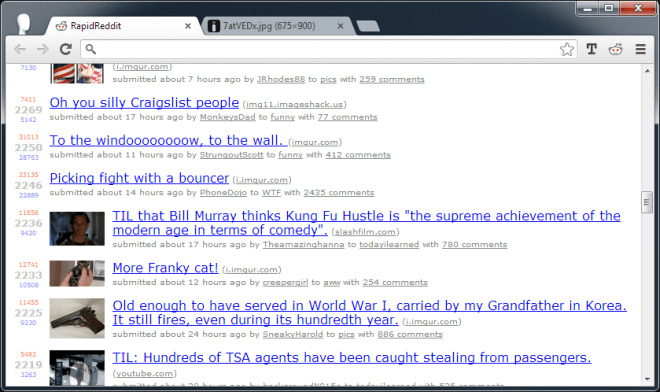 RapidReddit
7atVEDx.jpg (675×900)
7130
(i.imgur.com)
submitted about 7 hours ago by JRhodes88 to pics with 259 comments
7411
2269
5142
Oh you silly Craigslist people (img11.imageshack.us)
submitted about 17 hours ago by MonkeysDad to funny with 77 comments
31013
2250
28763
To the windoooooooow, to the wall. (imgur.com)
submitted about 11 hours ago by StrungoutScott to funny with 412 comments
25135
2246
22889
Picking fight with a bouncer (i.imgur.com)
submitted about 14 hours ago by PhoneDojo to WTF with 2435 comments
11656
2236
9420
TIL that Bill Murray thinks Kung Fu Hustle is "the supreme achievement of the
modern age in terms of comedy". (slashfilm.com)
submitted about 17 hours ago by Theamazinghanna to todayilearned with 780 comments
12741
2233
10508
More Franky cat! (i.imgur.com)
submitted about 12 hours ago by creepergirl to aww with 254 comments
11455
2225
9230
Old enough to have served in World War I, carried by my Grandfather in Korea.
It still fires, even during its hundredth year. (i.imgur.com)
submitted about 9 hours ago by SneakyHarold to pics with 886 comments
5482
2219
3263
TIL: Hundreds of TSA agents have been caught stealing from passengers.
(youtube.com)